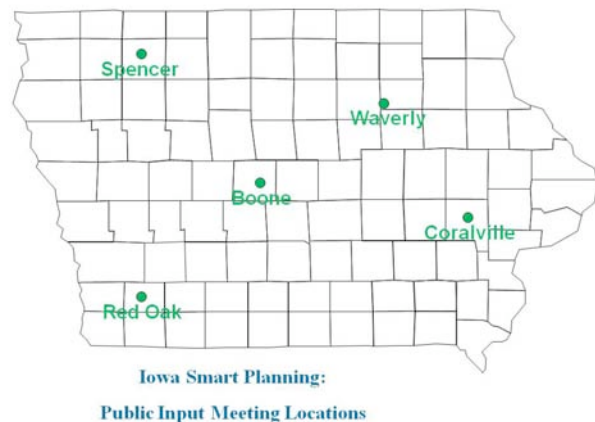 Spencer
Waverly
Boone
Coralville
Red Oak
Iowa Smart Planning:
Public Input Meeting Locations